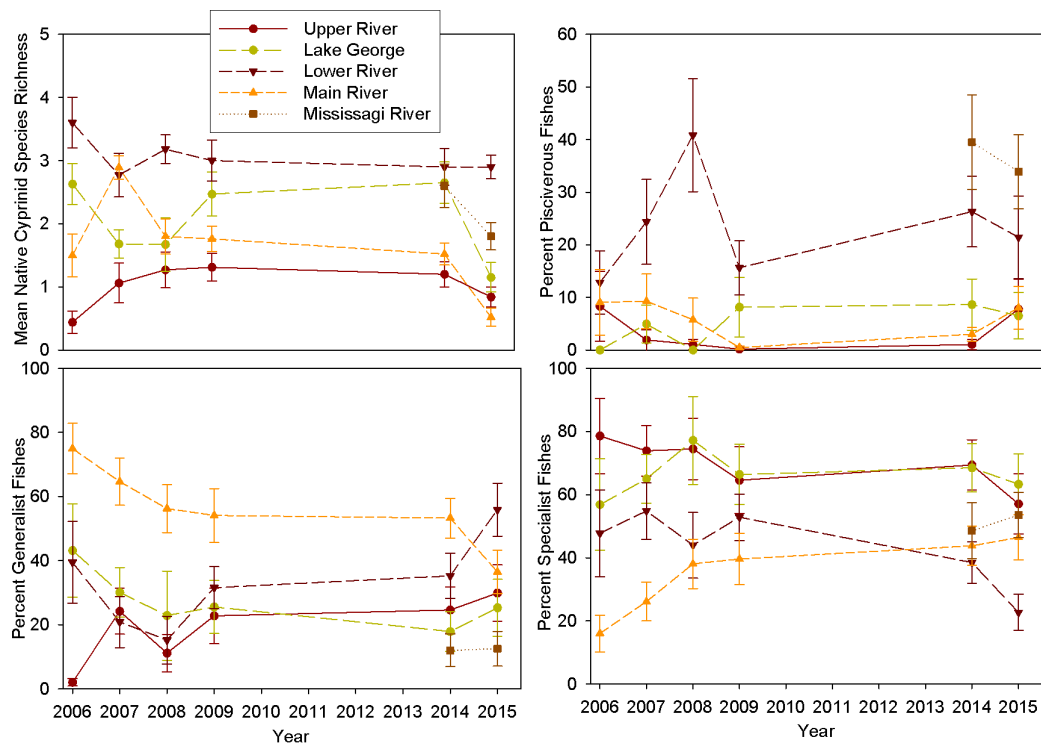 Upper River
Lake George
Lower River
Main River
Mississagi River
Mean Native Cyprinid Species Richness
5
4
3
2
1
0
Percent Pisciverous Fishes
60
50
40
30
20
10
0
Percent Generalist Fishes
100
80
60
40
20
0
2006 2007 2008 2009 2010 2011 2012 2013 2014 2015
Year
Percent Specialist Fishes
100
80
60
40
20
0
2006 2007 2008 2009 2010 2011 2012 2013 2014 2015
Year